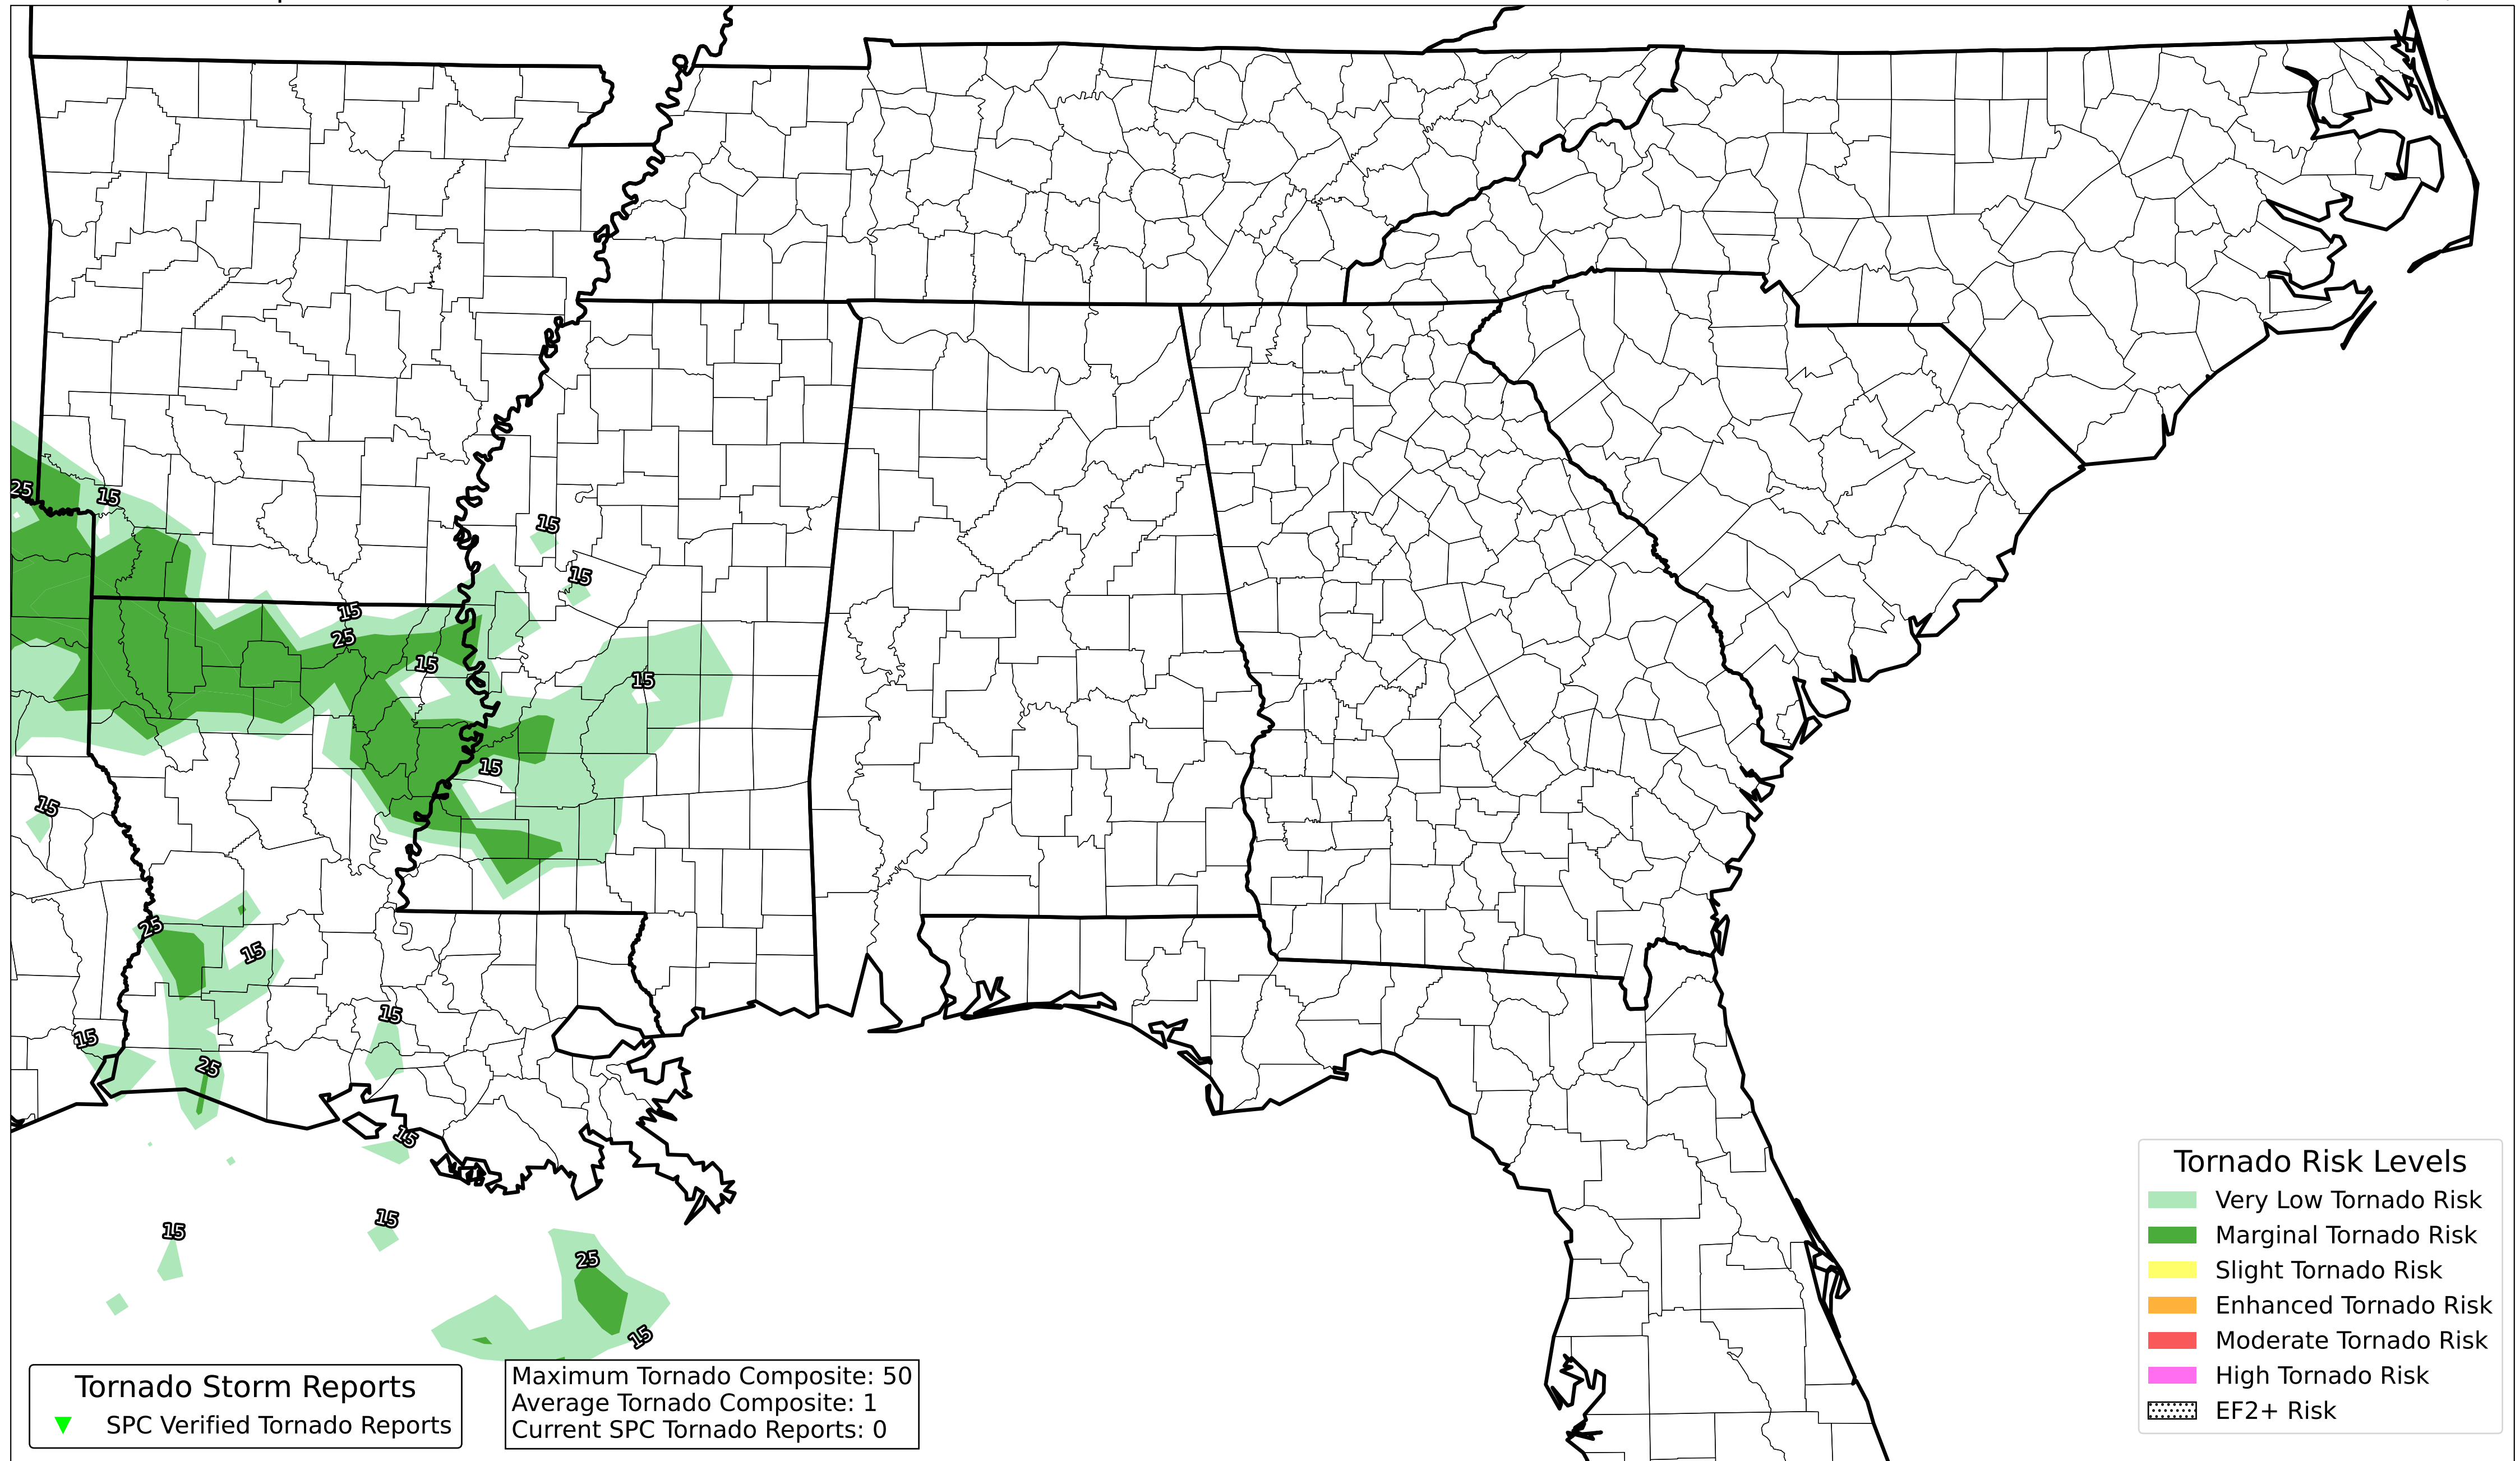 25
15
15
15
15
25
15
15
15
15
25
15
15
15
25
15
15
15
25
15
Tornado Storm Reports
SPC Verified Tornado Reports
Maximum Tornado Composite: 50
Average Tornado Composite: 1
Current SPC Tornado Reports: 0
Tornado Risk Levels
Very Low Tornado Risk
Marginal Tornado Risk
Slight Tornado Risk
Enhanced Tornado Risk
Moderate Tornado Risk
High Tornado Risk
EF2+ Risk